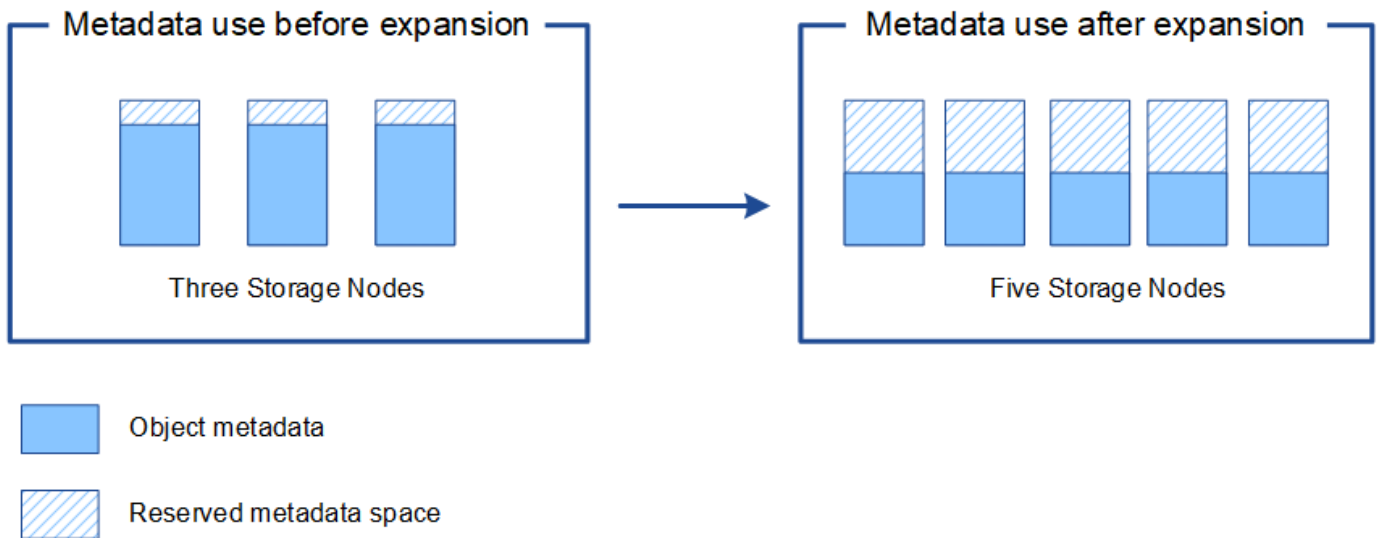 Metadata use before expansion
Metadata use after expansion
Three Storage Nodes
Five Storage Nodes
Object metadata
Reserved metadata space